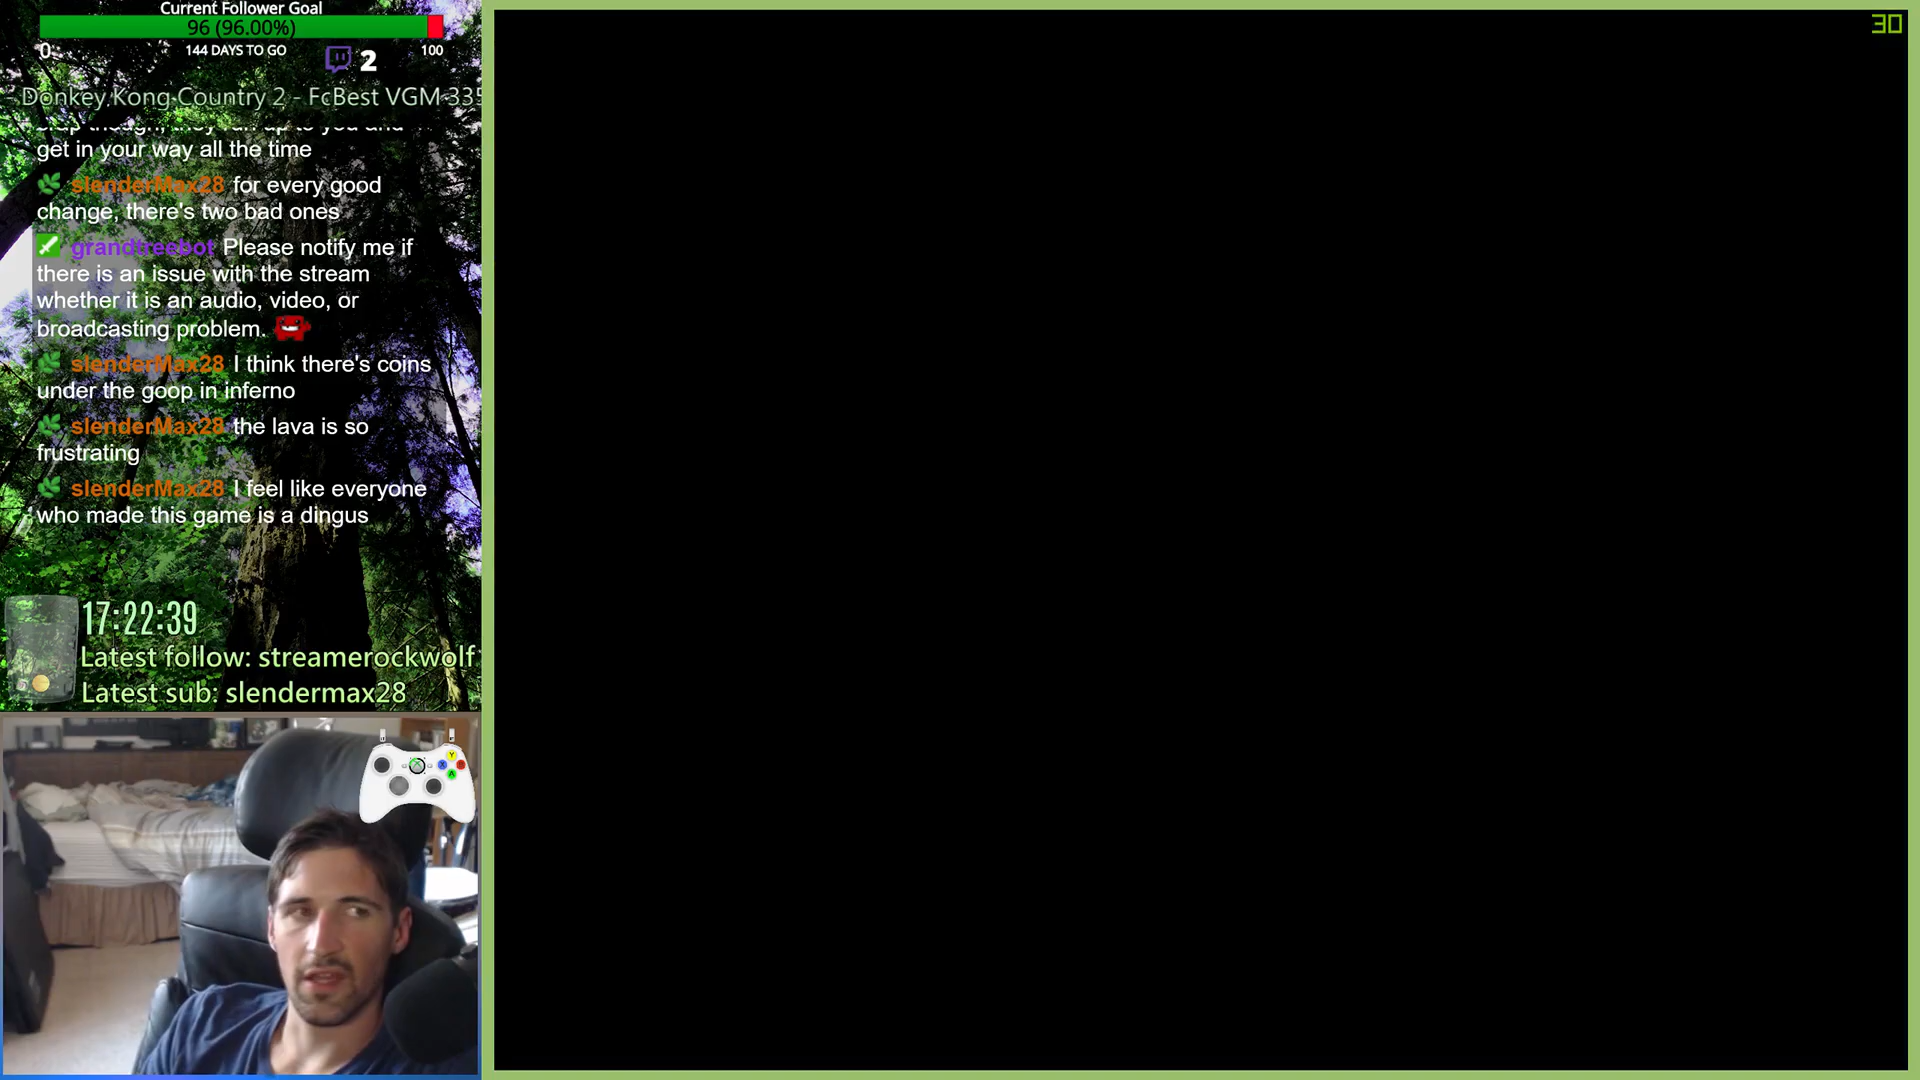 Current Follower Goal
96 (96.00%)
0
144 DAYS TO GO
100
2
- Donkey Kong Country 2 - FcBest VGM 335
get in your way all the time
slenderMax28 for every good
change, there's two bad ones
grandtreebot Please notify me if
there is an issue with the stream
whether it is an audio, video, or
broadcasting problem.
slenderMax28 I think there's coins
under the goop in inferno
slenderMax28 the lava is so
frustrating
slenderMax28 I feel like everyone
who made this game is a dingus
17:22:39
Latest follow: streamerockwolf
Latest sub: slendermax28
Y
X
B
A
30